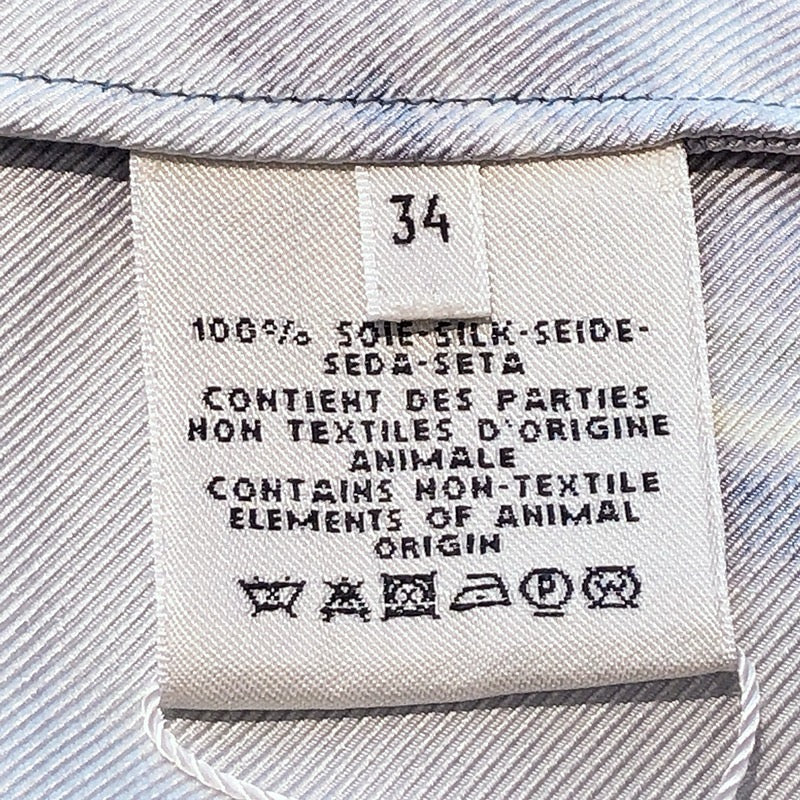 34
100% SOIE-SILK-SEIDE-
SEDA-SETA
CONTIENT DES PARTIES
NON TEXTILES D'ORIGINE
ANIMALE
CONTAINS NON-TEXTILE
ELEMENTS OF ANIMAL
ORIGIN
P W